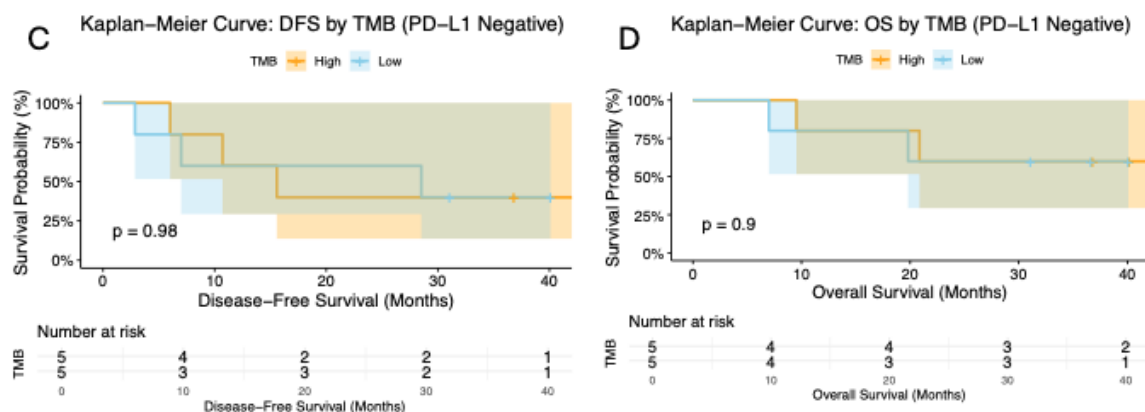 C
Kaplan−Meier Curve: DFS by TMB (PD−L1 Negative)
TMB High Low
Survival Probability (%)
100%
75%
50%
25%
0%
p = 0.98
0 10 20 30 40
Disease−Free Survival (Months)
Number at risk
TMB
5 4 2 2 1
5 3 3 2 1
0 10 20 30 40
Disease−Free Survival (Months)
D
Kaplan−Meier Curve: OS by TMB (PD−L1 Negative)
TMB High Low
Survival Probability (%)
100%
75%
50%
25%
0%
p = 0.9
0 10 20 30 40
Overall Survival (Months)
Number at risk
TMB
5 4 4 3 2
5 4 4 3 1
0 10 20 30 40
Overall Survival (Months)